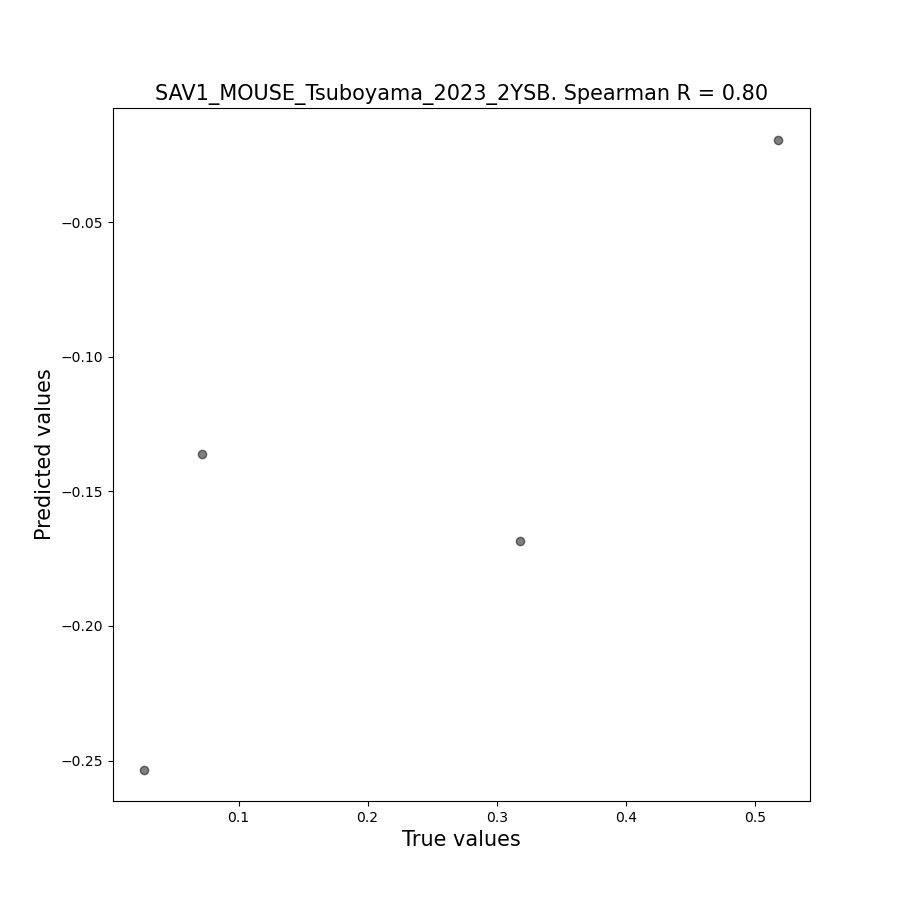 SAV1_MOUSE_Tsuboyama_2023_2YSB. Spearman R = 0.80
−0.05
−0.10
−0.15
−0.20
−0.25
Predicted values
0.1 0.2 0.3 0.4 0.5
True values